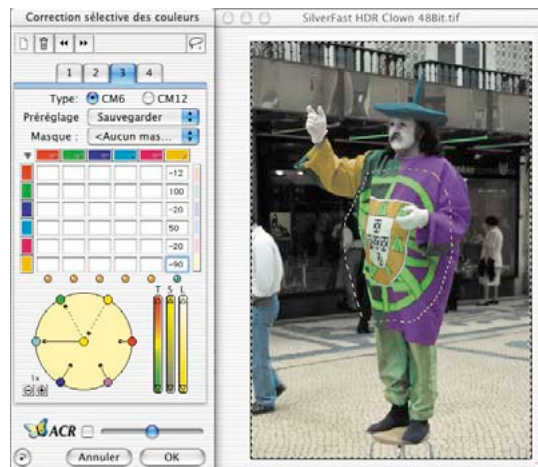 Correction sélective des couleurs
1 2 3 4
Type: CM6 CM12
Préréglage Sauvegarder
Masque : <Aucun mas...
-12
100
-20
50
-20
-90
T S L
1x
ACR
Annuler OK
SilverFast HDR Clown 48Bit.tif